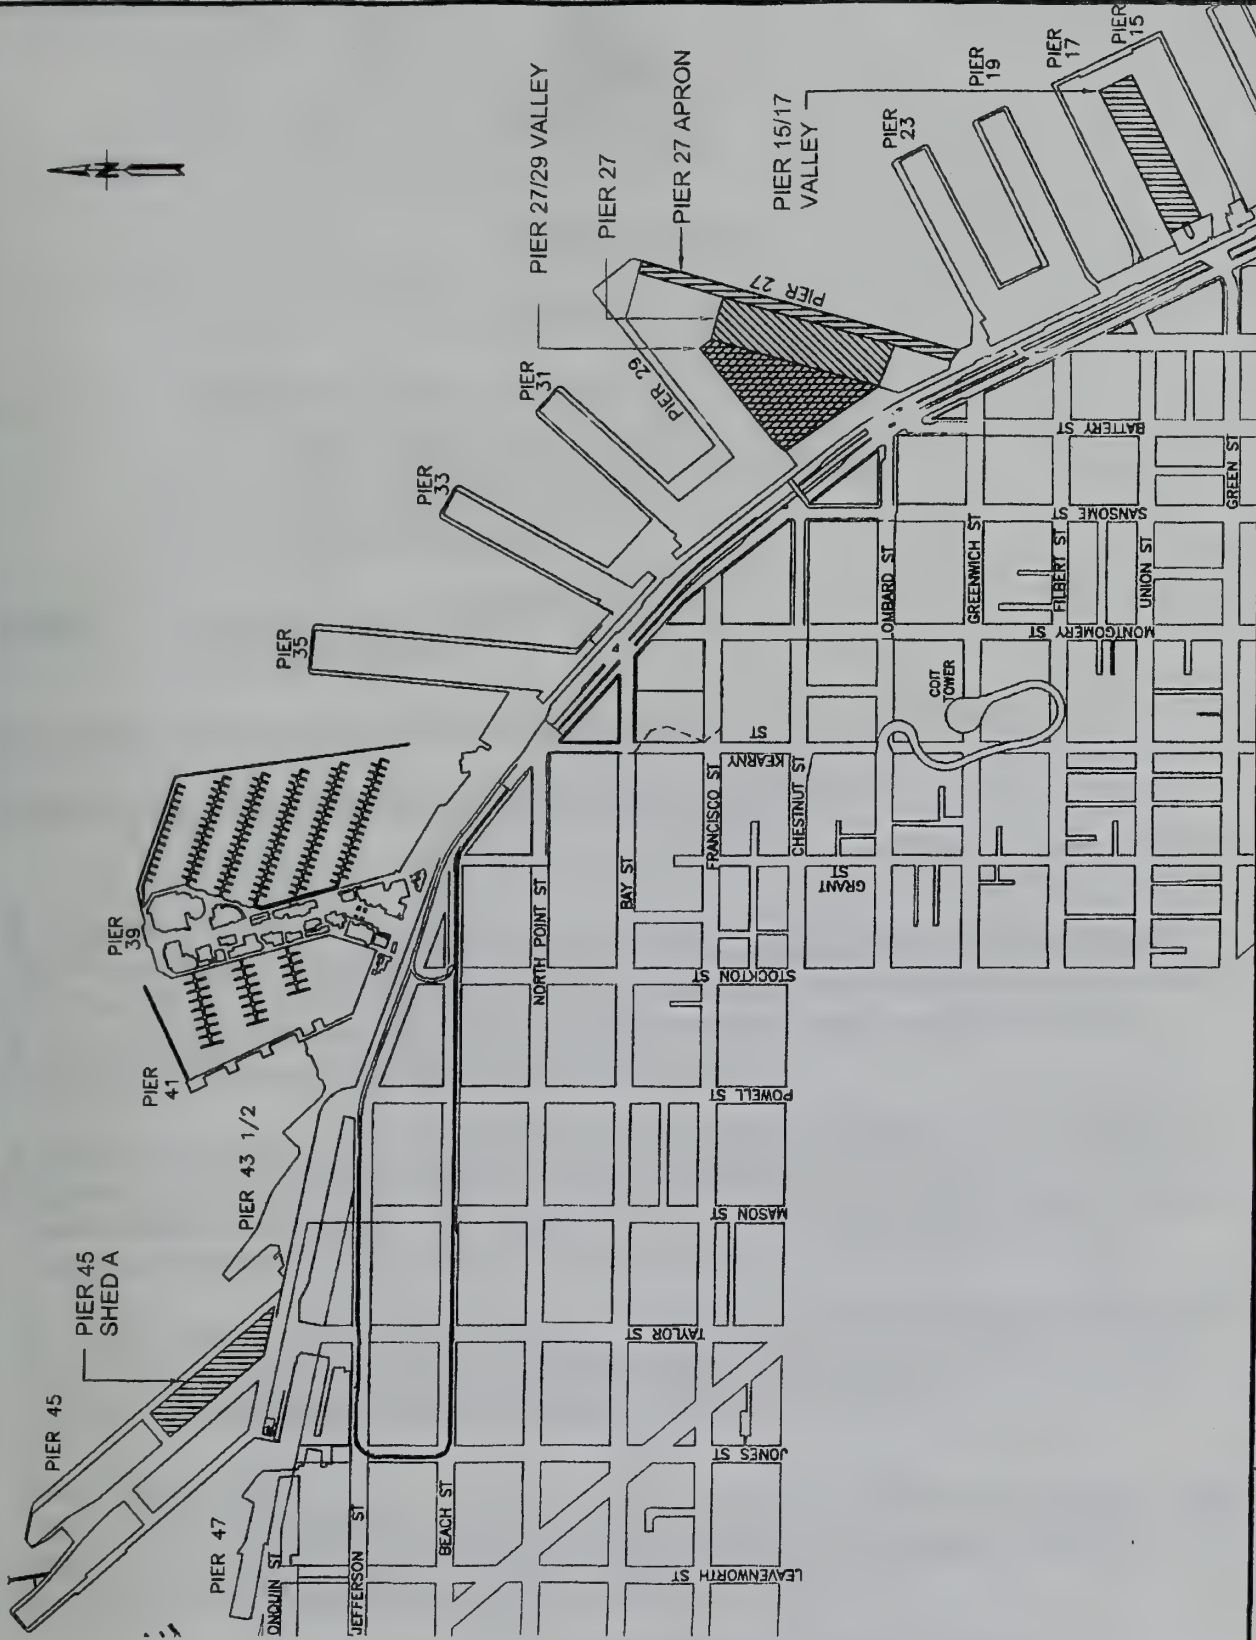 PIER
15
PIER
17
PIER
19
PIER
23
PIER 15/17
VALLEY
PIER 27 APRON
PIER 27
PIER 27/29 VALLEY
PIER 27
PIER 29
PIER
31
PIER
33
PIER
35
PIER
39
PIER
41
PIER 43 1/2
PIER 45
SHED A
PIER 45
PIER 47
N
COIT
TOWER
BATTERY ST
SANSOME ST
MONTGOMERY ST
KEARNY
ST
GRANT
ST
STOCKTON ST
POWELL ST
MASON ST
TAYLOR ST
JONES ST
LEAVENWORTH ST
GREEN ST
UNION ST
FILBERT ST
GREENWICH ST
LOMBARD ST
CHESTNUT ST
FRANCISCO ST
BAY ST
NORTH POINT ST
BEACH ST
JEFFERSON ST
ONQUIN ST